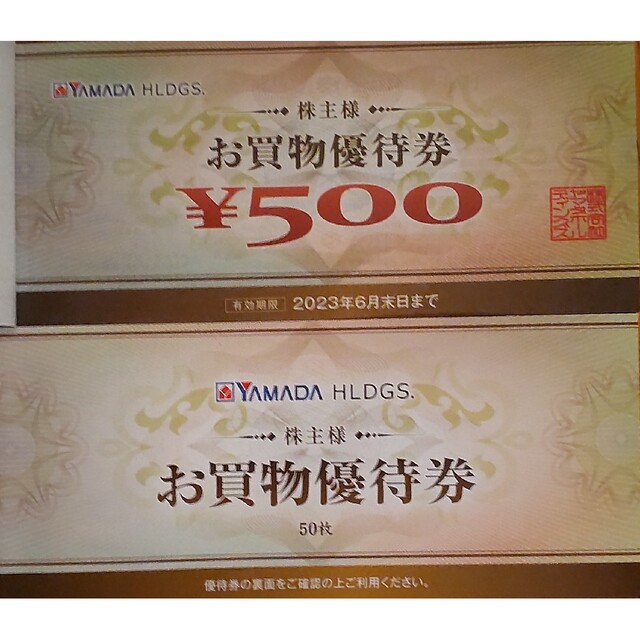 YAMADA HLDGS.
株主様
お買物優待券
¥500
有効期限 2023年6月末日まで
YAMADA HLDGS.
株主様
お買物優待券
50枚
優待券の裏面をご確認の上ご利用ください。